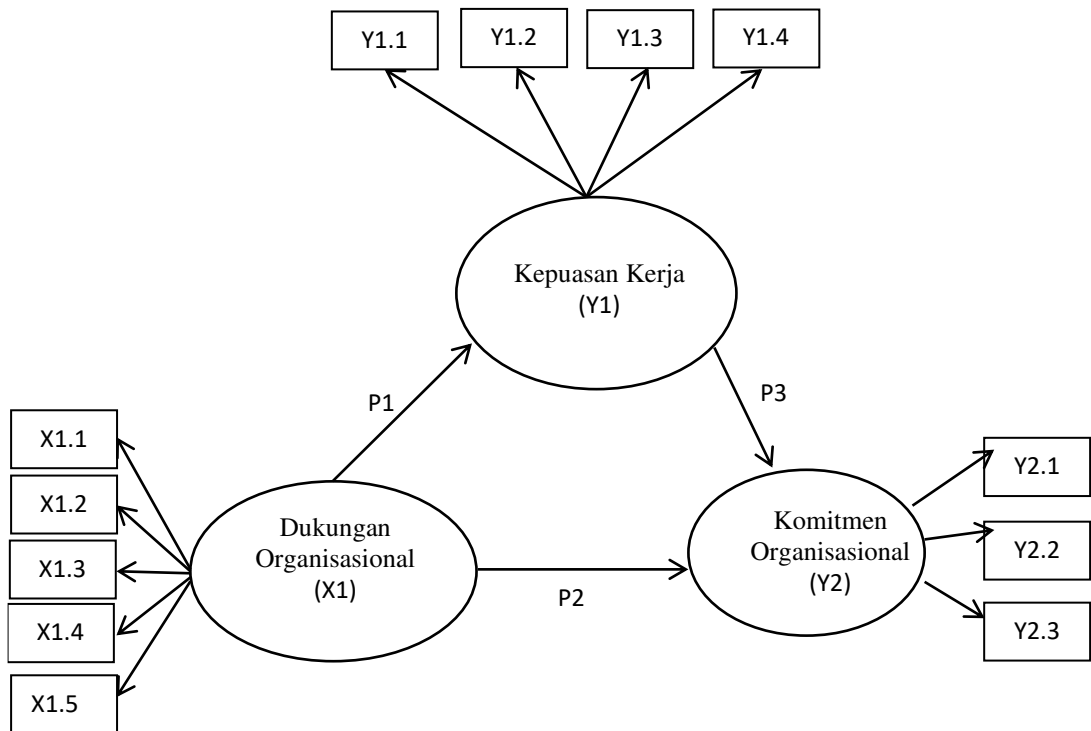 Y1.1
Y1.2
Y1.3
Y1.4
Kepuasan Kerja
(Y1)
P1
P3
X1.1
X1.2
X1.3
X1.4
X1.5
Dukungan
Organisasional
(X1)
P2
Komitmen
Organisasional
(Y2)
Y2.1
Y2.2
Y2.3